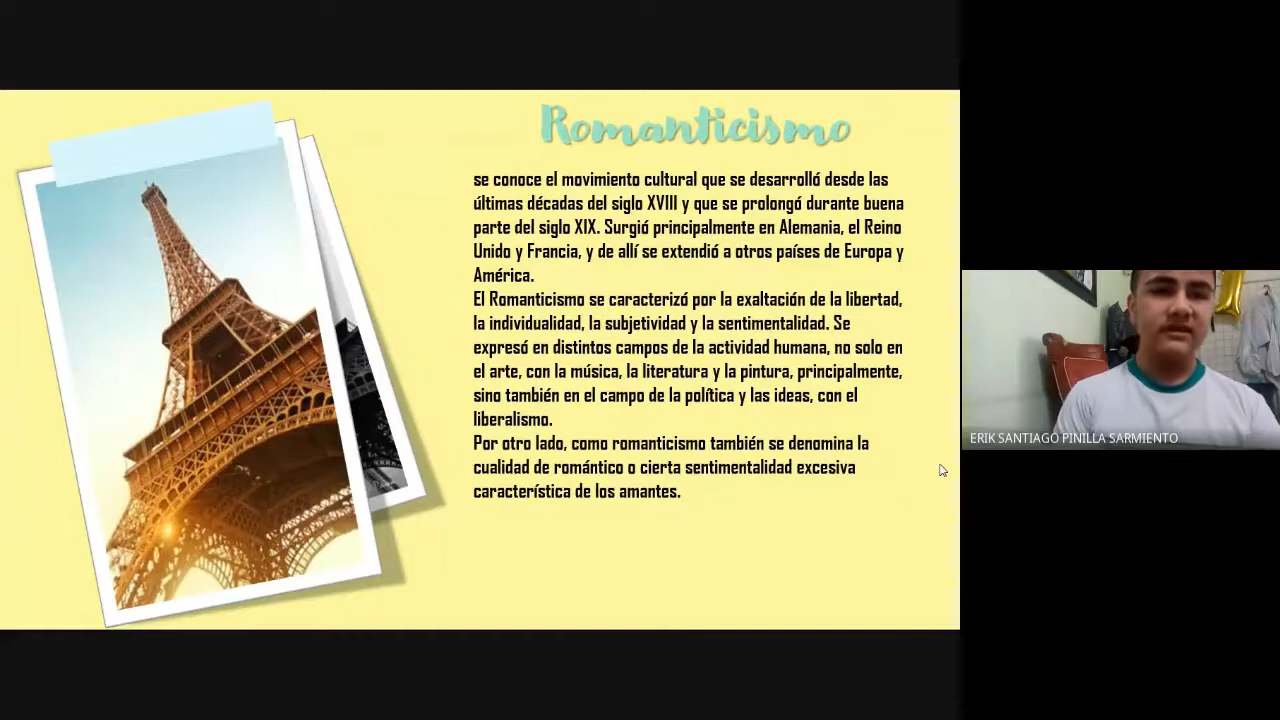 Romanticismo
se conoce el movimiento cultural que se desarrolló desde las
últimas décadas del siglo XVIII y que se prolongó durante buena
parte del siglo XIX. Surgió principalmente en Alemania, el Reino
Unido y Francia, y de allí se extendió a otros países de Europa y
América.
El Romanticismo se caracterizó por la exaltación de la libertad,
la individualidad, la subjetividad y la sentimentalidad. Se
expresó en distintos campos de la actividad humana, no solo en
el arte, con la música, la literatura y la pintura, principalmente,
sino también en el campo de la política y las ideas, con el
liberalismo.
Por otro lado, como romanticismo también se denomina la
cualidad de romántico o cierta sentimentalidad excesiva
característica de los amantes.
ERIK SANTIAGO PINILLA SARMIENTO